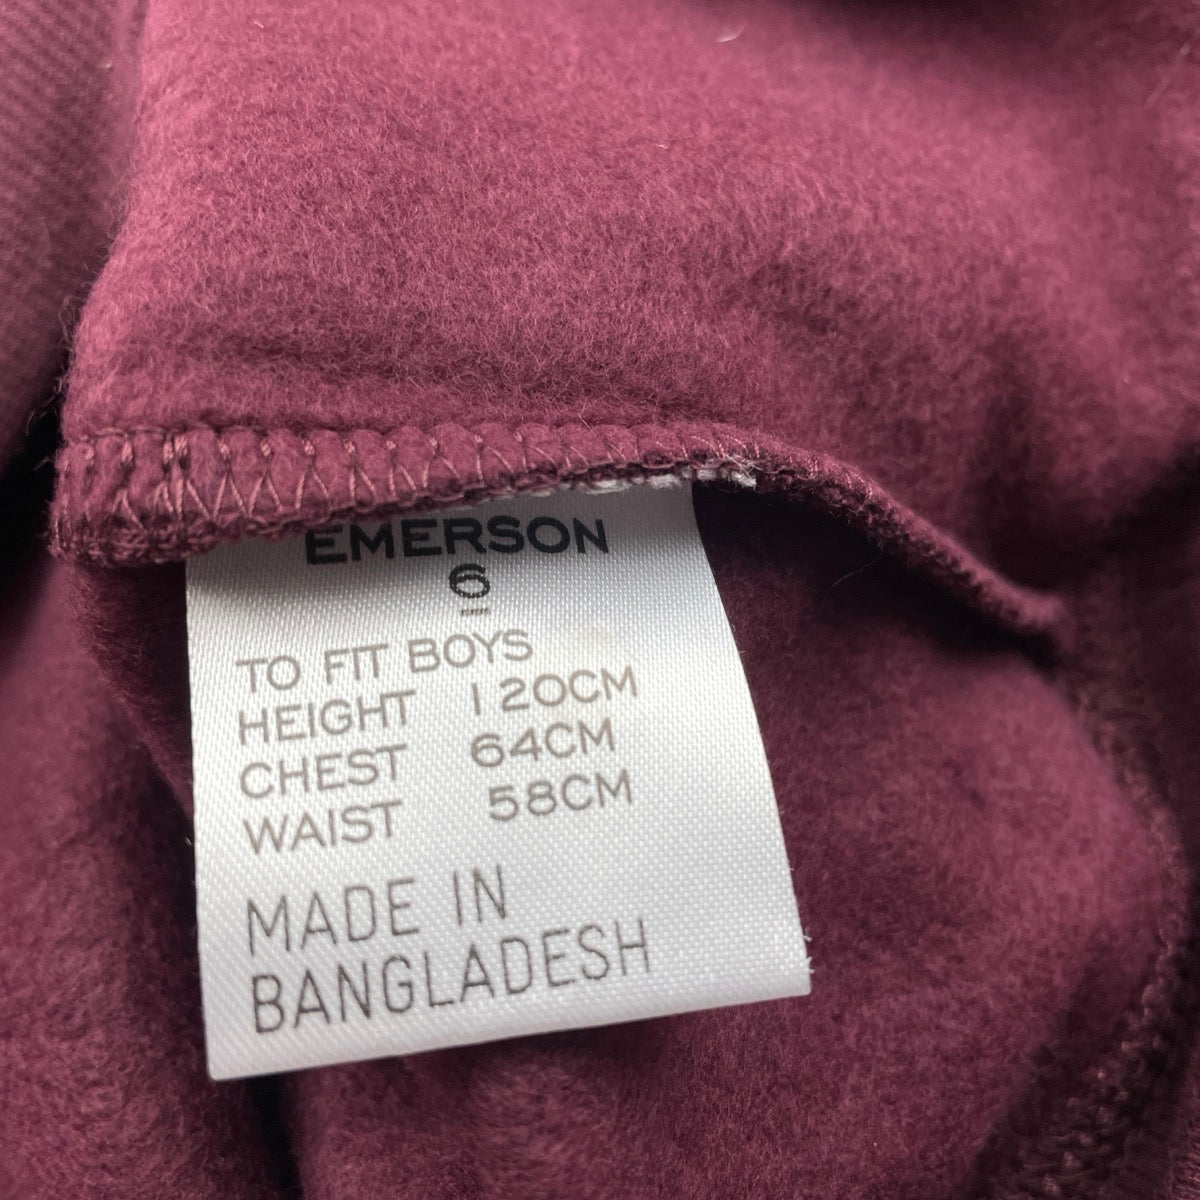 EMERSON
6
TO FIT BOYS
HEIGHT 120CM
CHEST 64CM
WAIST 58CM
MADE IN
BANGLADESH